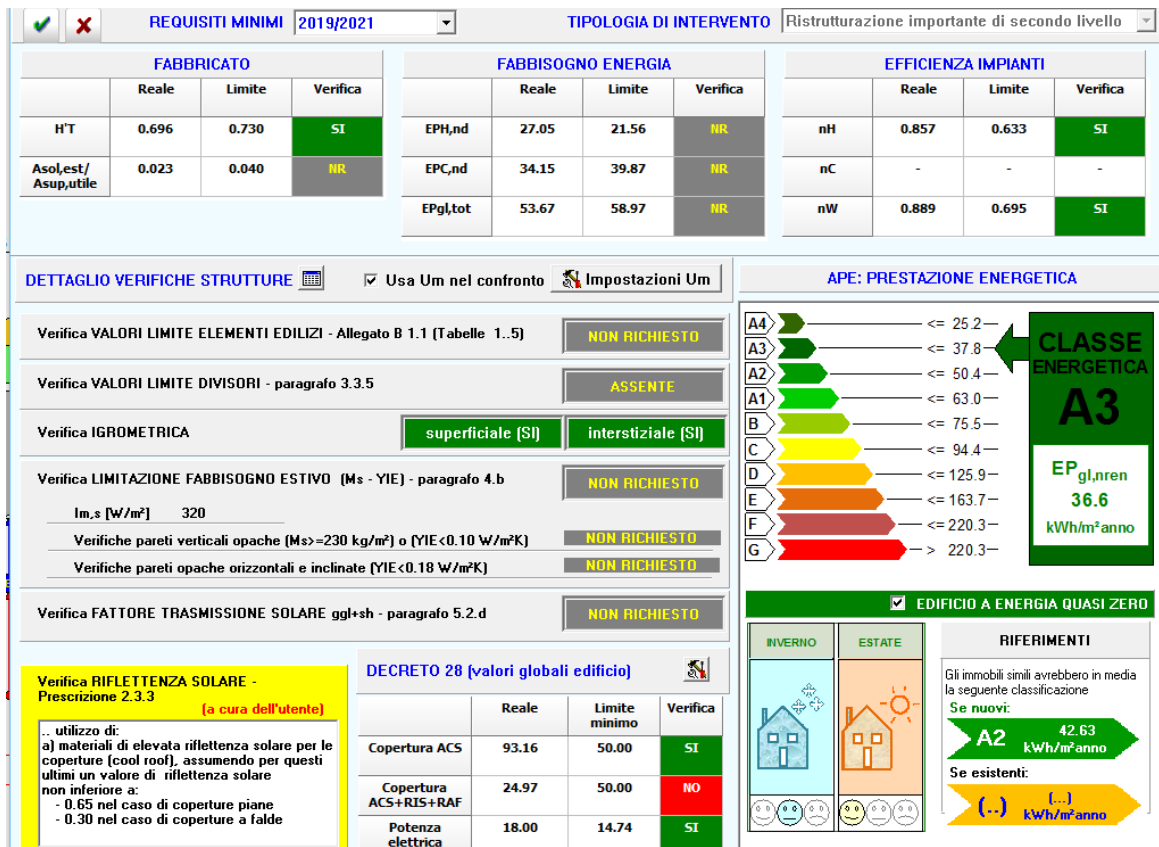 REQUISITI MINIMI 2019/2021 TIPOLOGIA DI INTERVENTO Ristrutturazione importante di secondo livello
FABBRICATO
Reale Limite Verifica
H'T 0.696 0.730 SI
Asol,est/ Asup,utile 0.023 0.040 NR
FABBISOGNO ENERGIA
Reale Limite Verifica
EPH,nd 27.05 21.56 NR
EPC,nd 34.15 39.87 NR
EPgl,tot 53.67 58.97 NR
EFFICIENZA IMPIANTI
Reale Limite Verifica
nH 0.857 0.633 SI
nC - - -
nW 0.889 0.695 SI
DETTAGLIO VERIFICHE STRUTTURE Usa Um nel confronto Impostazioni Um
Verifica VALORI LIMITE ELEMENTI EDILIZI - Allegato B 1.1 (Tabelle 1..5) NON RICHIESTO
Verifica VALORI LIMITE DIVISORI - paragrafo 3.3.5 ASSENTE
Verifica IGROMETRICA superficiale (SI) interstiziale (SI)
Verifica LIMITAZIONE FABBISOGNO ESTIVO (Ms - YIE) - paragrafo 4.b NON RICHIESTO
Im,s [W/m²] 320
Verifiche pareti verticali opache (Ms>=230 kg/m²) o (YIE<0.10 W/m²K) NON RICHIESTO
Verifiche pareti opache orizzontali e inclinate (YIE<0.18 W/m²K) NON RICHIESTO
Verifica FATTORE TRASMISSIONE SOLARE ggl+sh - paragrafo 5.2.d NON RICHIESTO
Verifica RIFLETTENZA SOLARE -
Prescrizione 2.3.3
(a cura dell'utente)
.. utilizzo di:
a) materiali di elevata riflettenza solare per le
coperture (cool roof), assumendo per questi
ultimi un valore di riflettenza solare
non inferiore a:
- 0.65 nel caso di coperture piane
- 0.30 nel caso di coperture a falde
DECRETO 28 (valori globali edificio)
Reale Limite minimo Verifica
Copertura ACS 93.16 50.00 SI
Copertura ACS+RIS+RAF 24.97 50.00 NO
Potenza elettrica 18.00 14.74 SI
APE: PRESTAZIONE ENERGETICA
A4 <= 25.2
A3 <= 37.8
A2 <= 50.4
A1 <= 63.0
B <= 75.5
C <= 94.4
D <= 125.9
E <= 163.7
F <= 220.3
G > 220.3
CLASSE
ENERGETICA
A3
EPgl,nren
36.6
kWh/m²anno
EDIFICIO A ENERGIA QUASI ZERO
INVERNO ESTATE
RIFERIMENTI
Gli immobili simili avrebbero in media
la seguente classificazione
Se nuovi:
A2 42.63
kWh/m²anno
Se esistenti:
(..) (...)
kWh/m²anno